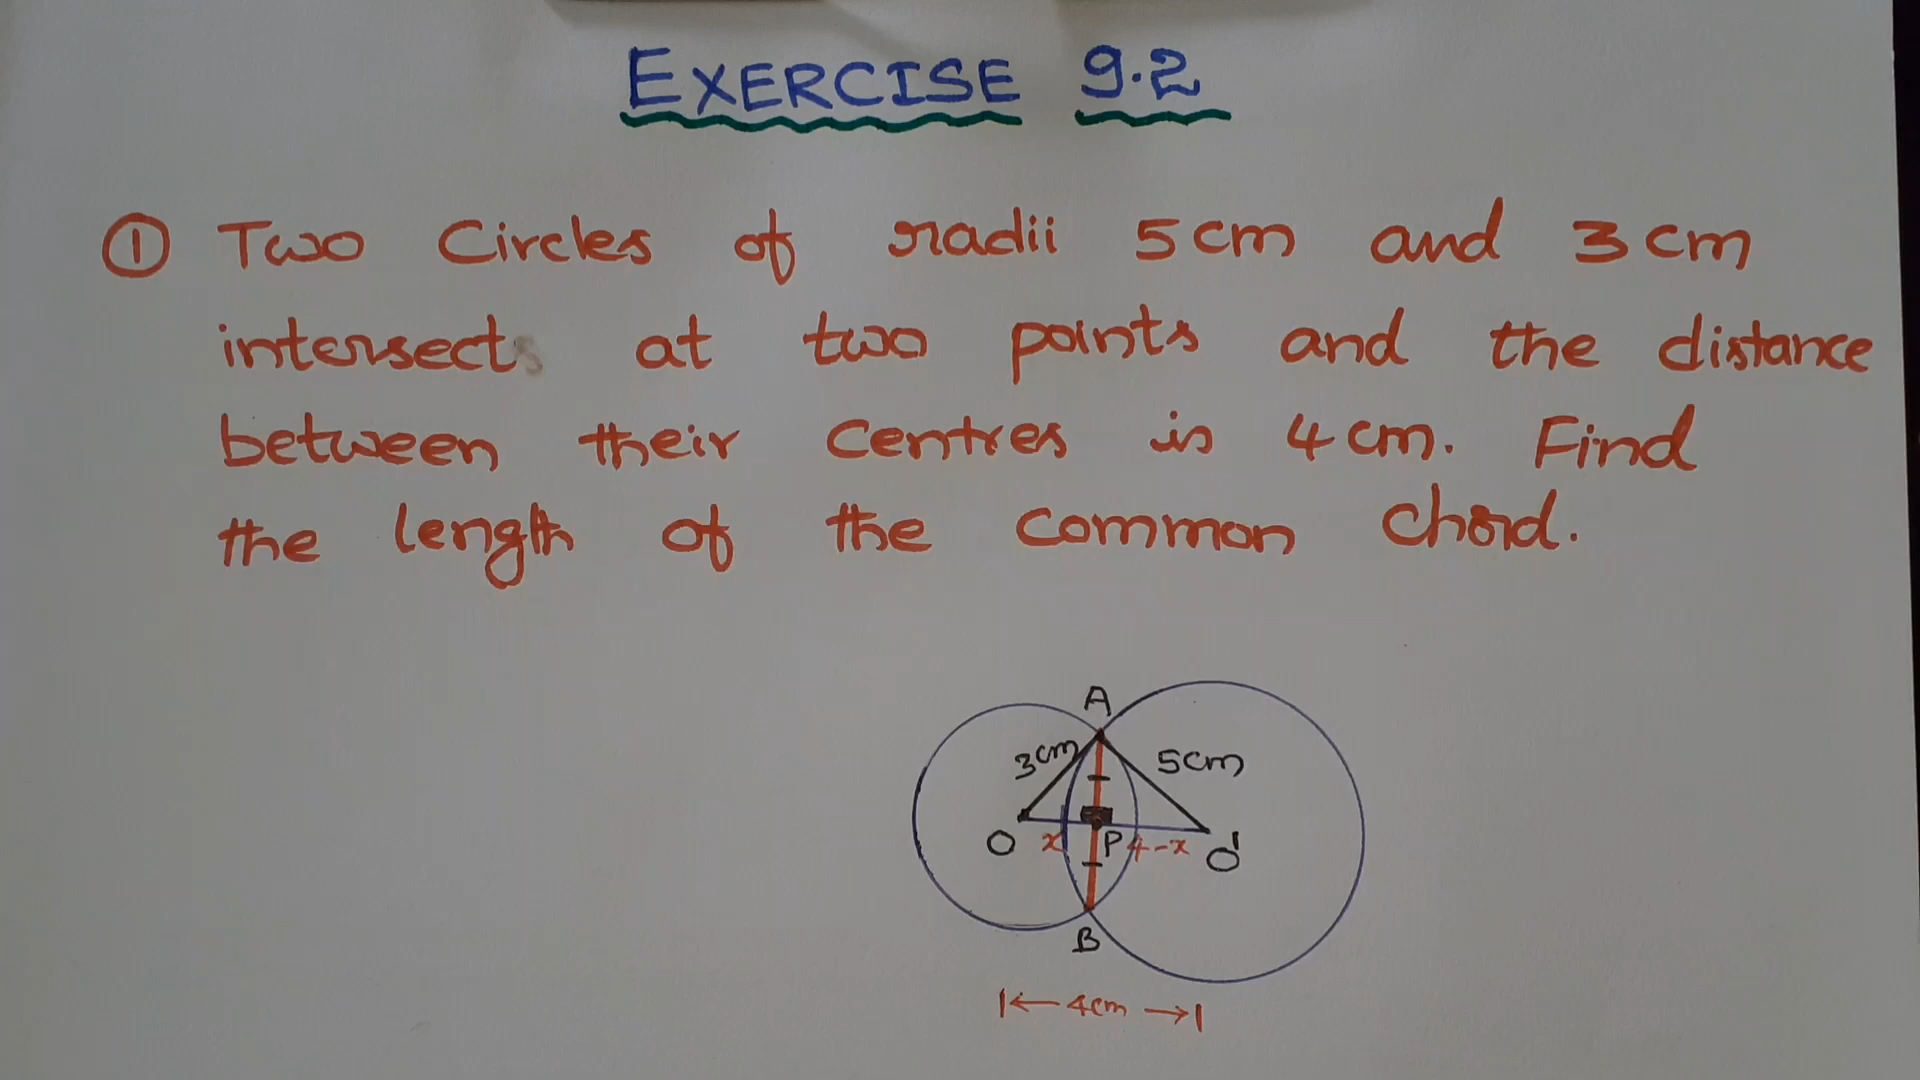 EXERCISE 9.2
① Two Circles of radii 5cm and 3cm
intersects at two points and the distance
between their centres is 4cm. Find
the length of the common chord.
A
3cm 5cm
O x P 4-x O'
B
|← 4cm →|